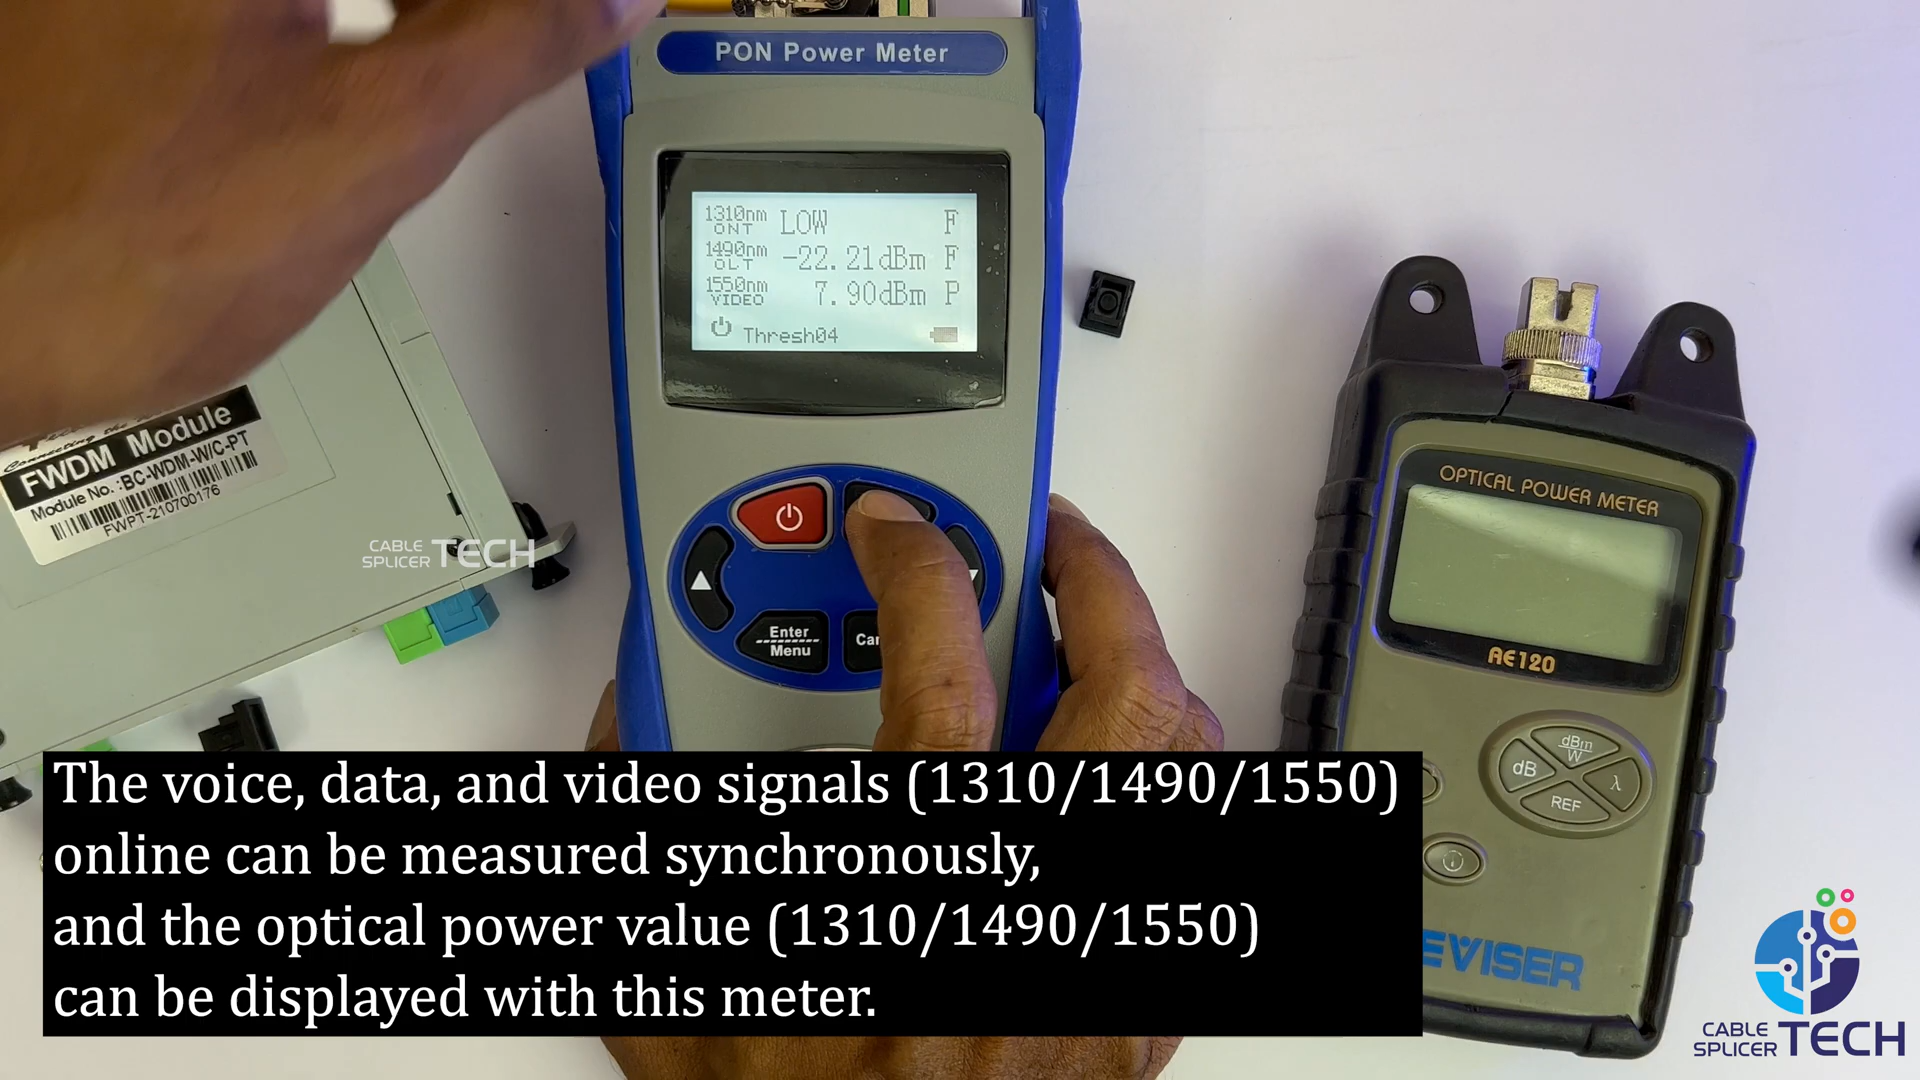 PON Power Meter
1310nm LOW F
ONT
1490nm -22.21dBm F
OLT
1550nm 7.90dBm P
VIDEO
Thresh04
FWDM Module
Module No. :BC-WDM-W/C-PT
FWPT-210700176
CABLE
SPLICER TECH
Enter
Menu
Can
OPTICAL POWER METER
AE120
dBm
W
dB
λ
REF
EVISER
The voice, data, and video signals (1310/1490/1550)
online can be measured synchronously,
and the optical power value (1310/1490/1550)
can be displayed with this meter.
CABLE
SPLICER TECH